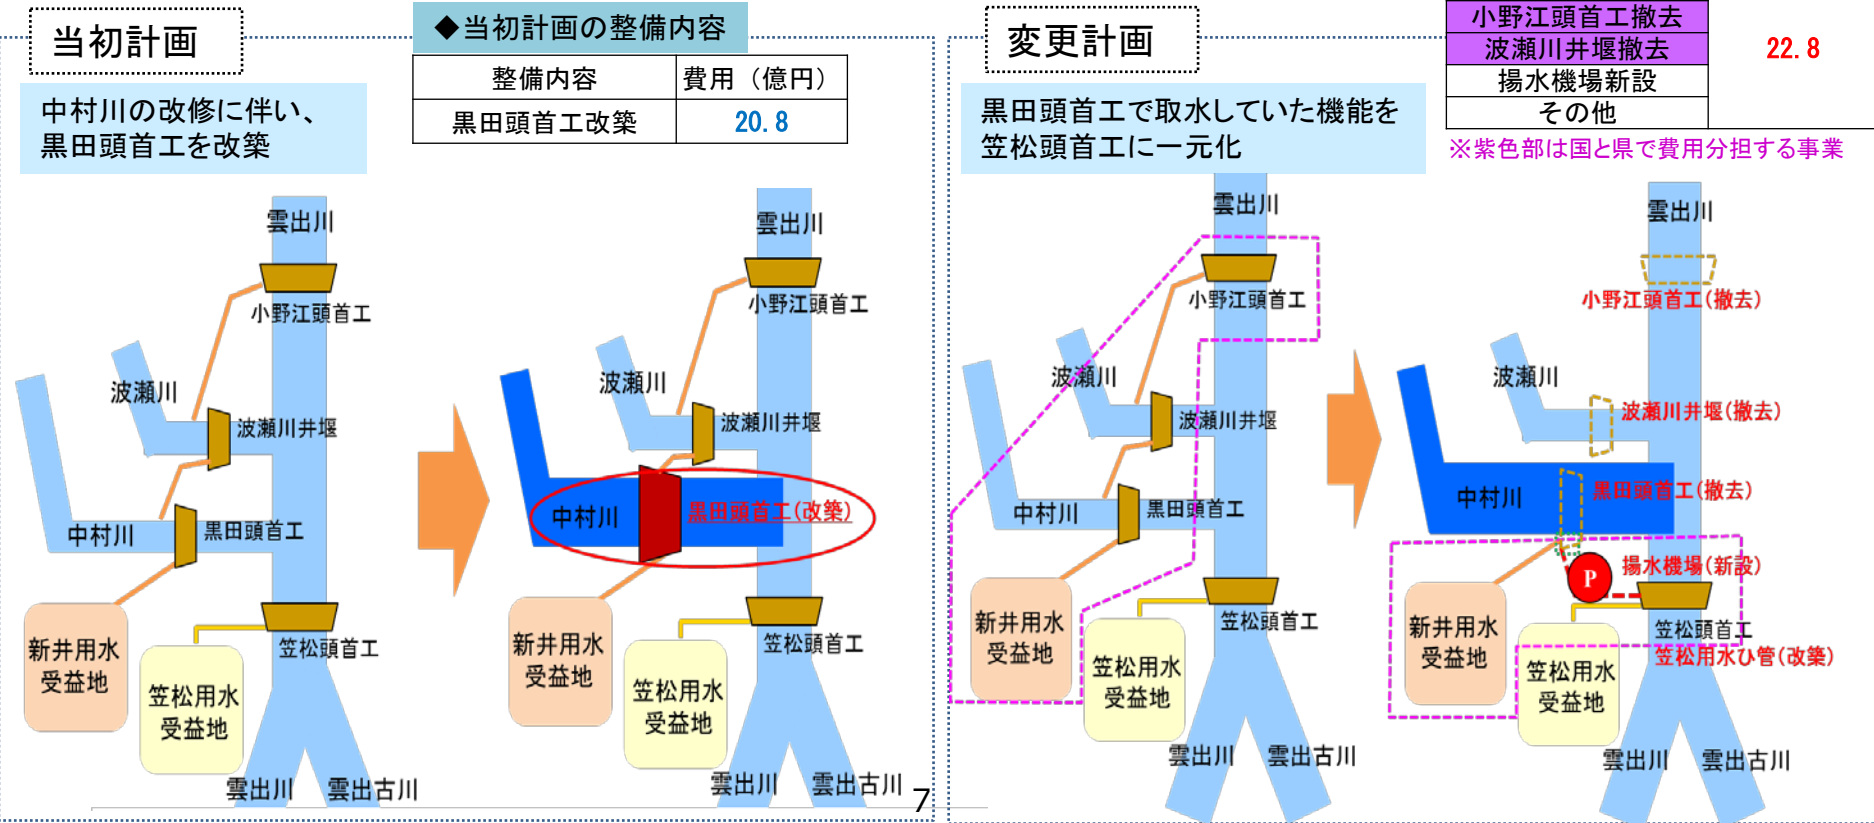 当初計画
◆当初計画の整備内容
整備内容 費用（億円）
黒田頭首工改築 20.8
中村川の改修に伴い、
黒田頭首工を改築
雲出川
小野江頭首工
波瀬川
波瀬川井堰
中村川
黒田頭首工
新井用水
受益地
笠松頭首工
笠松用水
受益地
雲出川
雲出古川
雲出川
小野江頭首工
波瀬川
波瀬川井堰
中村川
黒田頭首工(改築)
新井用水
受益地
笠松頭首工
笠松用水
受益地
雲出川
雲出古川
7
変更計画
小野江頭首工撤去
波瀬川井堰撤去
揚水機場新設
その他
22.8
※紫色部は国と県で費用分担する事業
黒田頭首工で取水していた機能を
笠松頭首工に一元化
雲出川
小野江頭首工
波瀬川
波瀬川井堰
中村川
黒田頭首工
新井用水
受益地
笠松頭首工
笠松用水
受益地
雲出川
雲出古川
雲出川
小野江頭首工(撤去)
波瀬川
波瀬川井堰(撤去)
中村川
黒田頭首工(撤去)
揚水機場(新設)
P
新井用水
受益地
笠松頭首工
笠松用水ひ管(改築)
笠松用水
受益地
雲出川
雲出古川